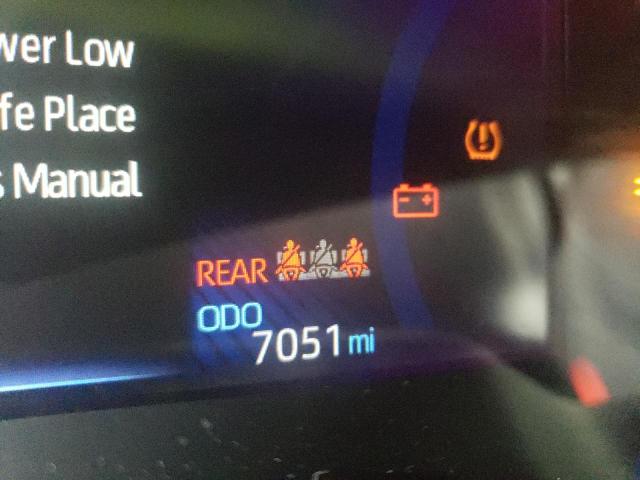 wer Low
fe Place
s Manual
REAR
ODO
7051 mi